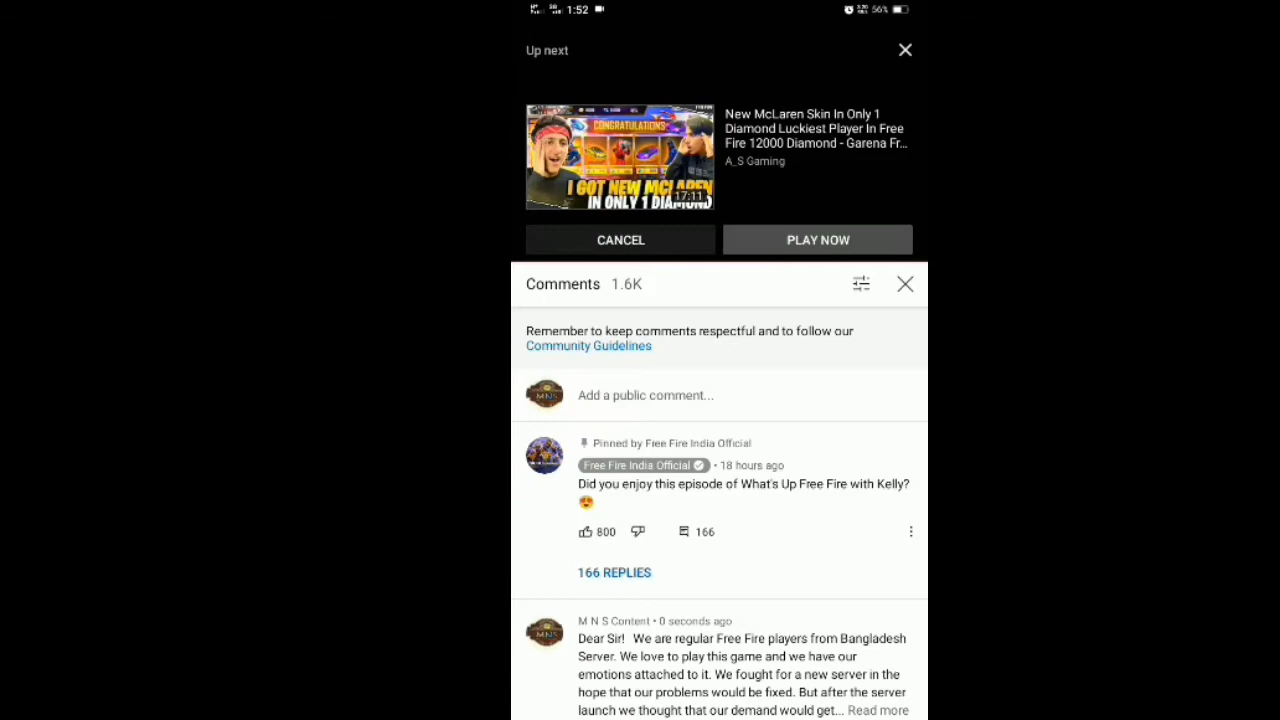 1:52
56%
Up next
CONGRATULATIONS
I GOT NEW MCLAREN
17:11
IN ONLY 1 DIAMOND
New McLaren Skin In Only 1
Diamond Luckiest Player In Free
Fire 12000 Diamond - Garena Fr...
A_S Gaming
CANCEL
PLAY NOW
Comments 1.6K
Remember to keep comments respectful and to follow our
Community Guidelines
MNS
Add a public comment...
Pinned by Free Fire India Official
Free Fire India Official • 18 hours ago
Did you enjoy this episode of What's Up Free Fire with Kelly?
800
166
166 REPLIES
M N S Content • 0 seconds ago
MNS
Dear Sir! We are regular Free Fire players from Bangladesh
Server. We love to play this game and we have our
emotions attached to it. We fought for a new server in the
hope that our problems would be fixed. But after the server
launch we thought that our demand would get... Read more